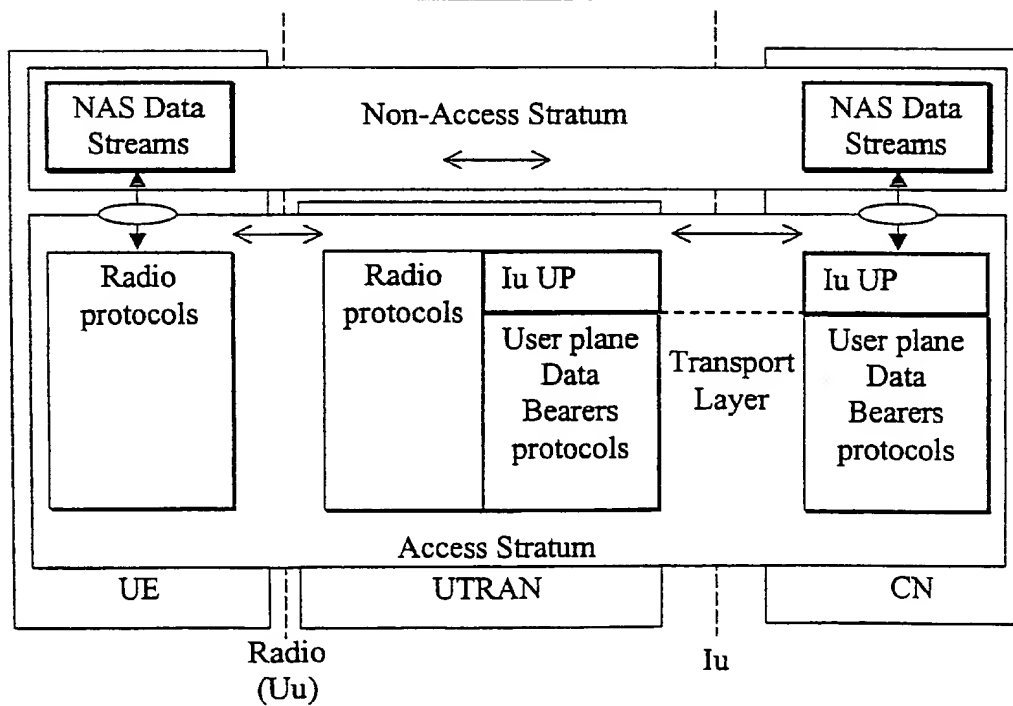 NAS Data
Streams
Non-Access Stratum
NAS Data
Streams
Radio
protocols
Radio
protocols
Iu UP
User plane
Data
Bearers
protocols
Transport
Layer
Iu UP
User plane
Data
Bearers
protocols
Access Stratum
UE
UTRAN
CN
Radio
(Uu)
Iu